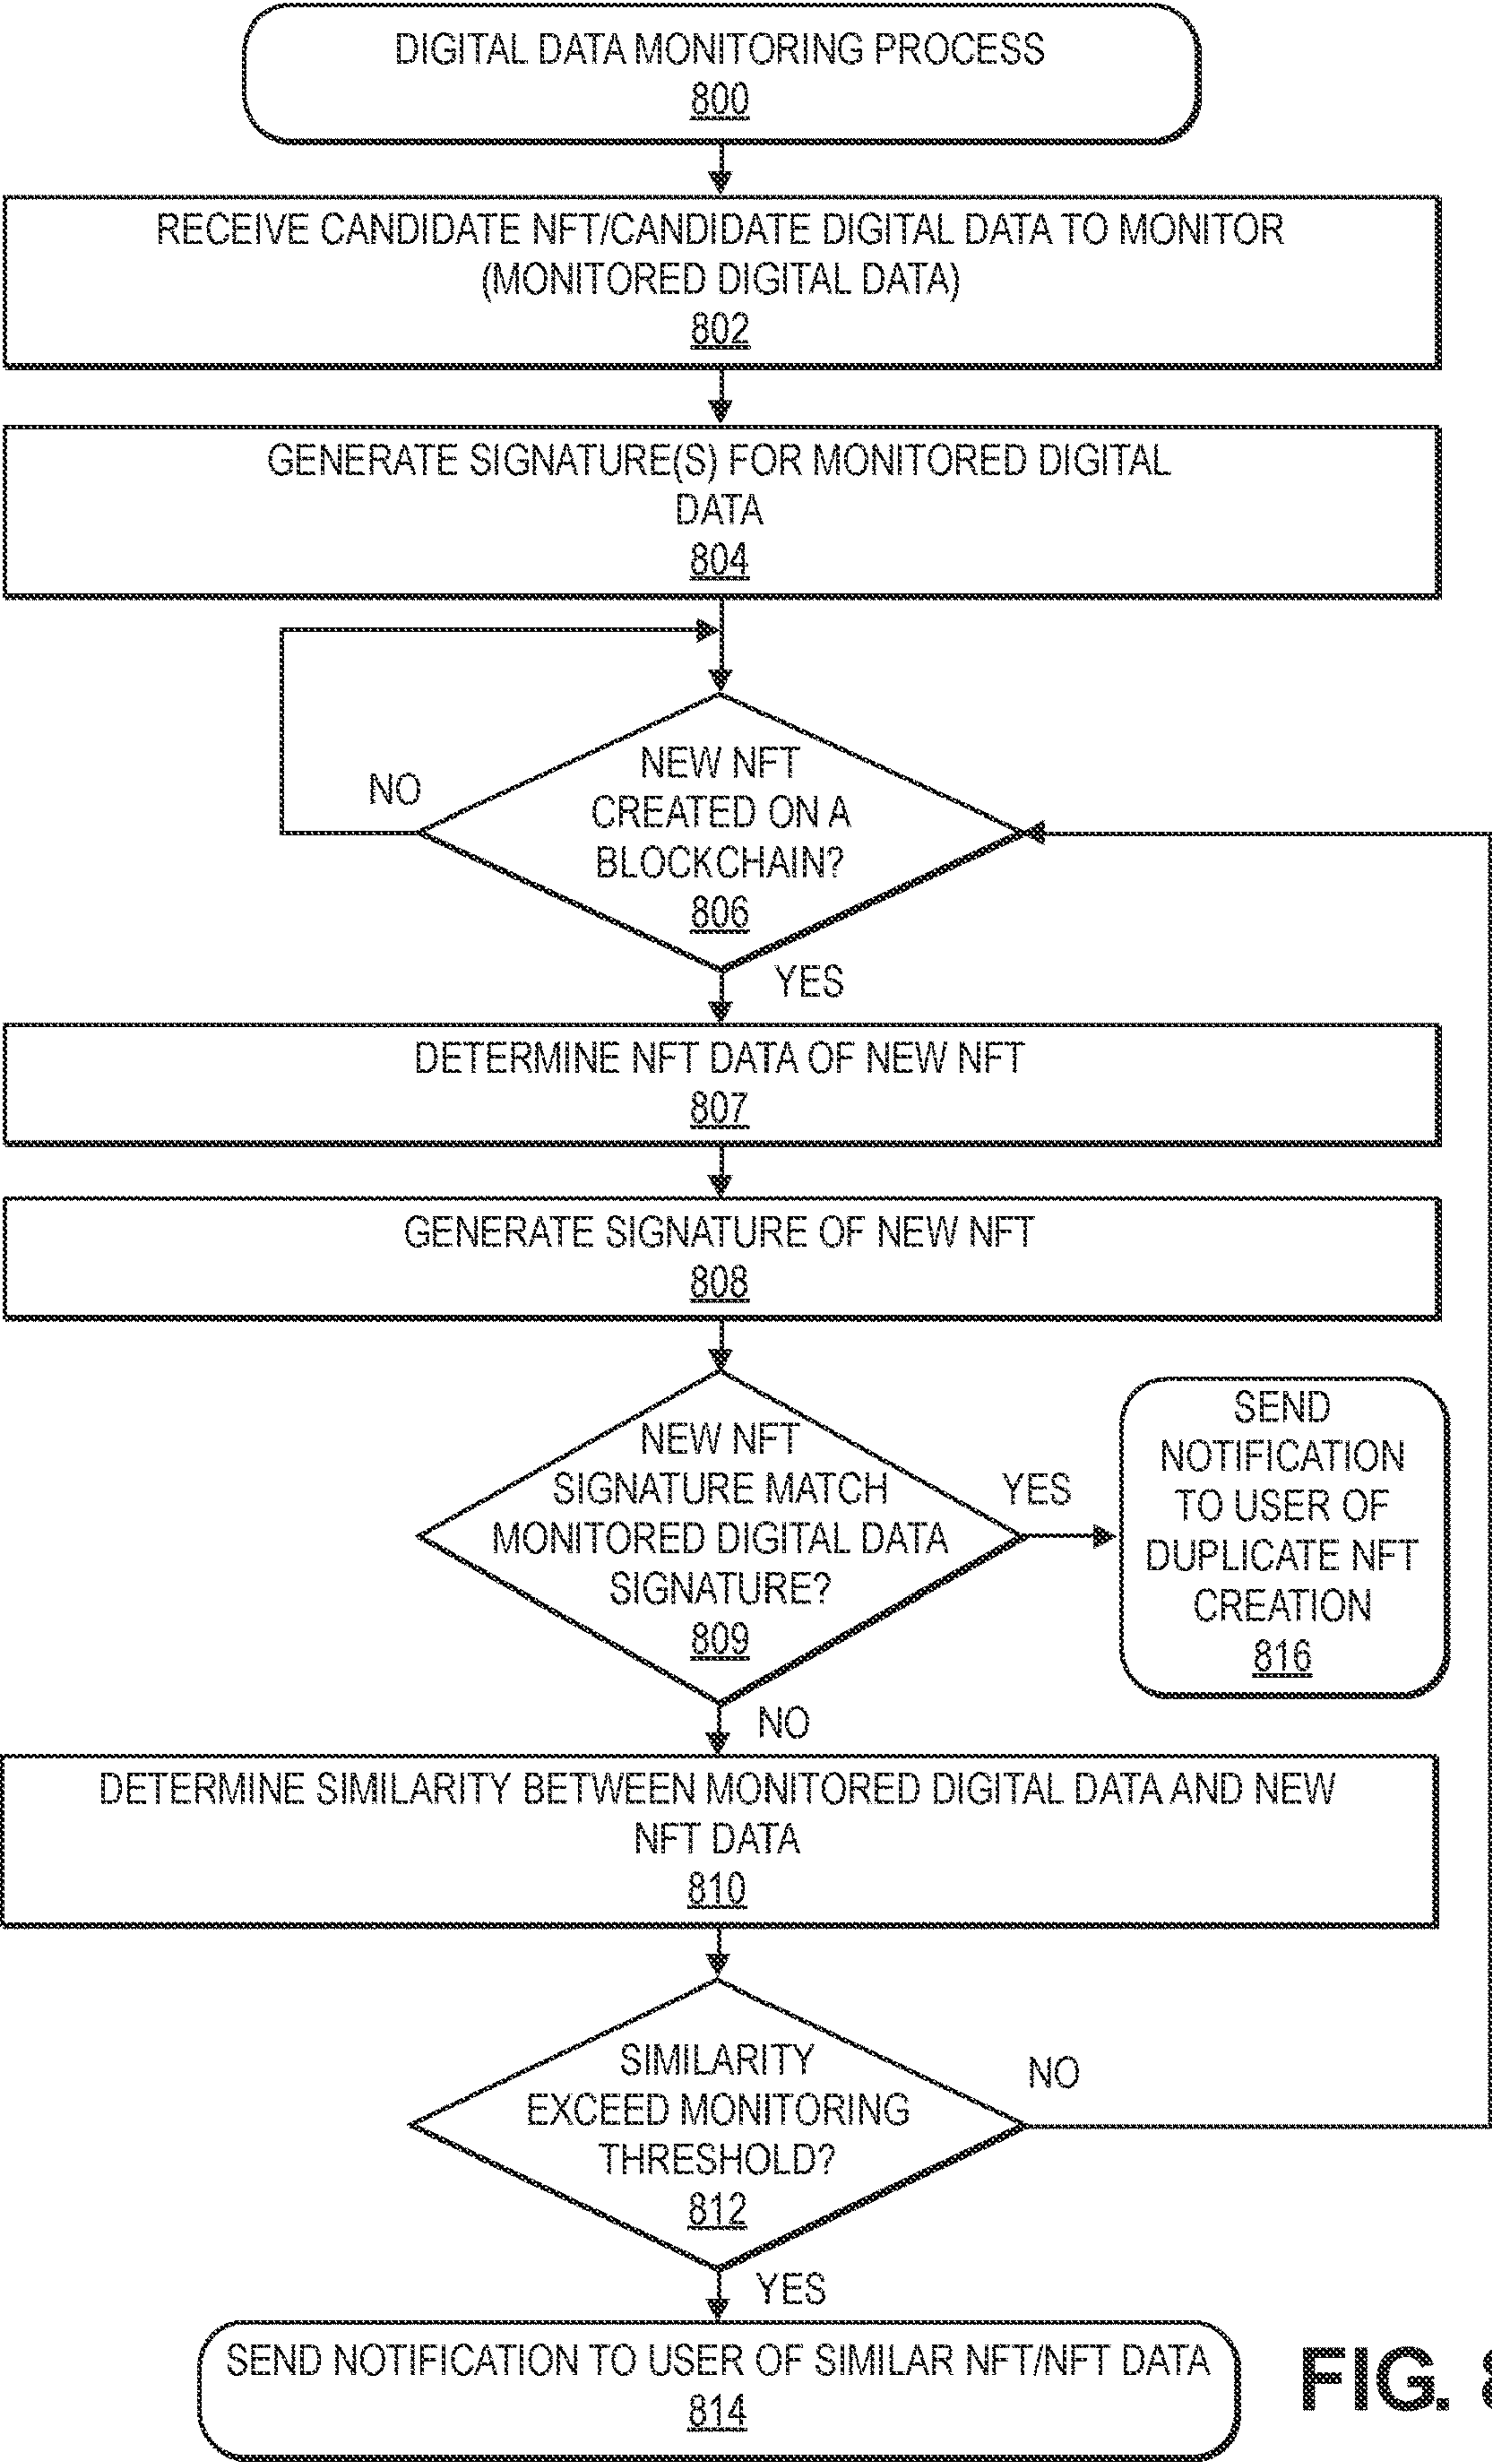 DIGITAL DATA MONITORING PROCESS
800
RECEIVE CANDIDATE NFT/CANDIDATE DIGITAL DATA TO MONITOR
(MONITORED DIGITAL DATA)
802
GENERATE SIGNATURE(S) FOR MONITORED DIGITAL
DATA
804
NO
NEW NFT
CREATED ON A
BLOCKCHAIN?
806
YES
DETERMINE NFT DATA OF NEW NFT
807
GENERATE SIGNATURE OF NEW NFT
808
NEW NFT
SIGNATURE MATCH
MONITORED DIGITAL DATA
SIGNATURE?
809
YES
SEND
NOTIFICATION
TO USER OF
DUPLICATE NFT
CREATION
816
NO
DETERMINE SIMILARITY BETWEEN MONITORED DIGITAL DATA AND NEW
NFT DATA
810
SIMILARITY
EXCEED MONITORING
THRESHOLD?
812
NO
YES
SEND NOTIFICATION TO USER OF SIMILAR NFT/NFT DATA
814
FIG. 8